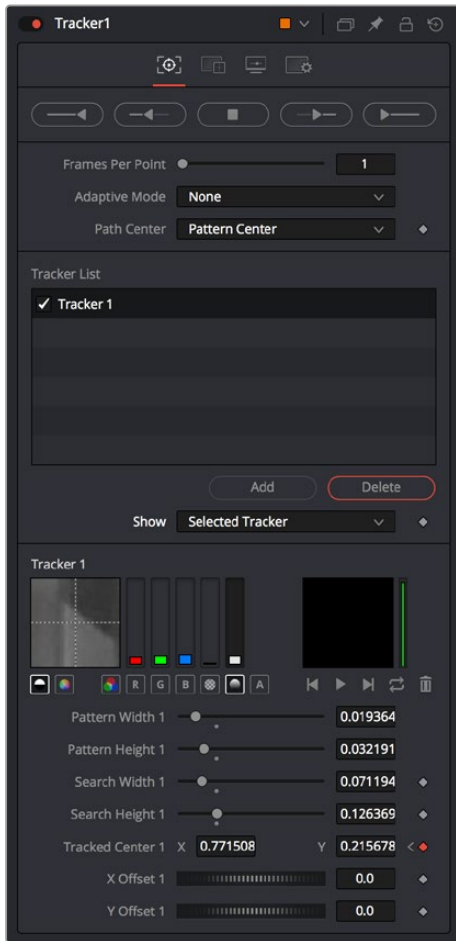 Tracker1
Frames Per Point 1
Adaptive Mode None
Path Center Pattern Center
Tracker List
Tracker 1
Add Delete
Show Selected Tracker
Tracker 1
R G B A
Pattern Width 1 0.019364
Pattern Height 1 0.032191
Search Width 1 0.071194
Search Height 1 0.126369
Tracked Center 1 X 0.771508 Y 0.215678
X Offset 1 0.0
Y Offset 1 0.0